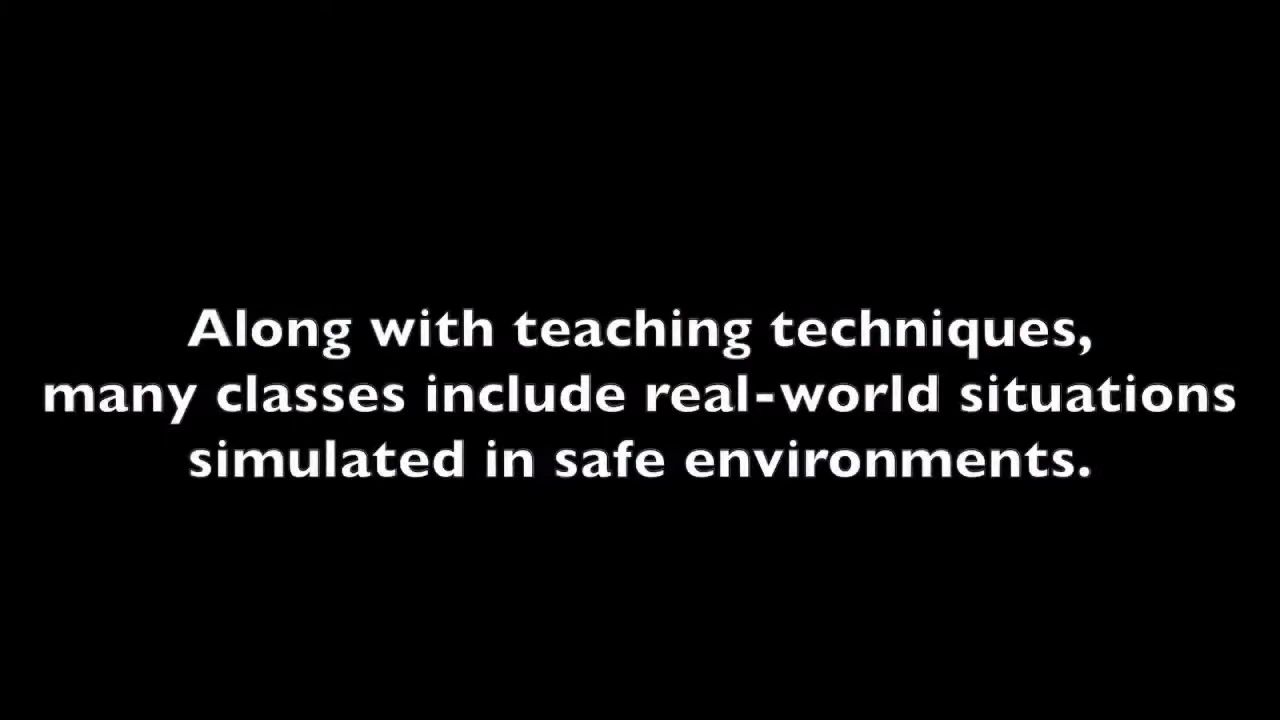 Along with teaching techniques,
many classes include real-world situations
simulated in safe environments.